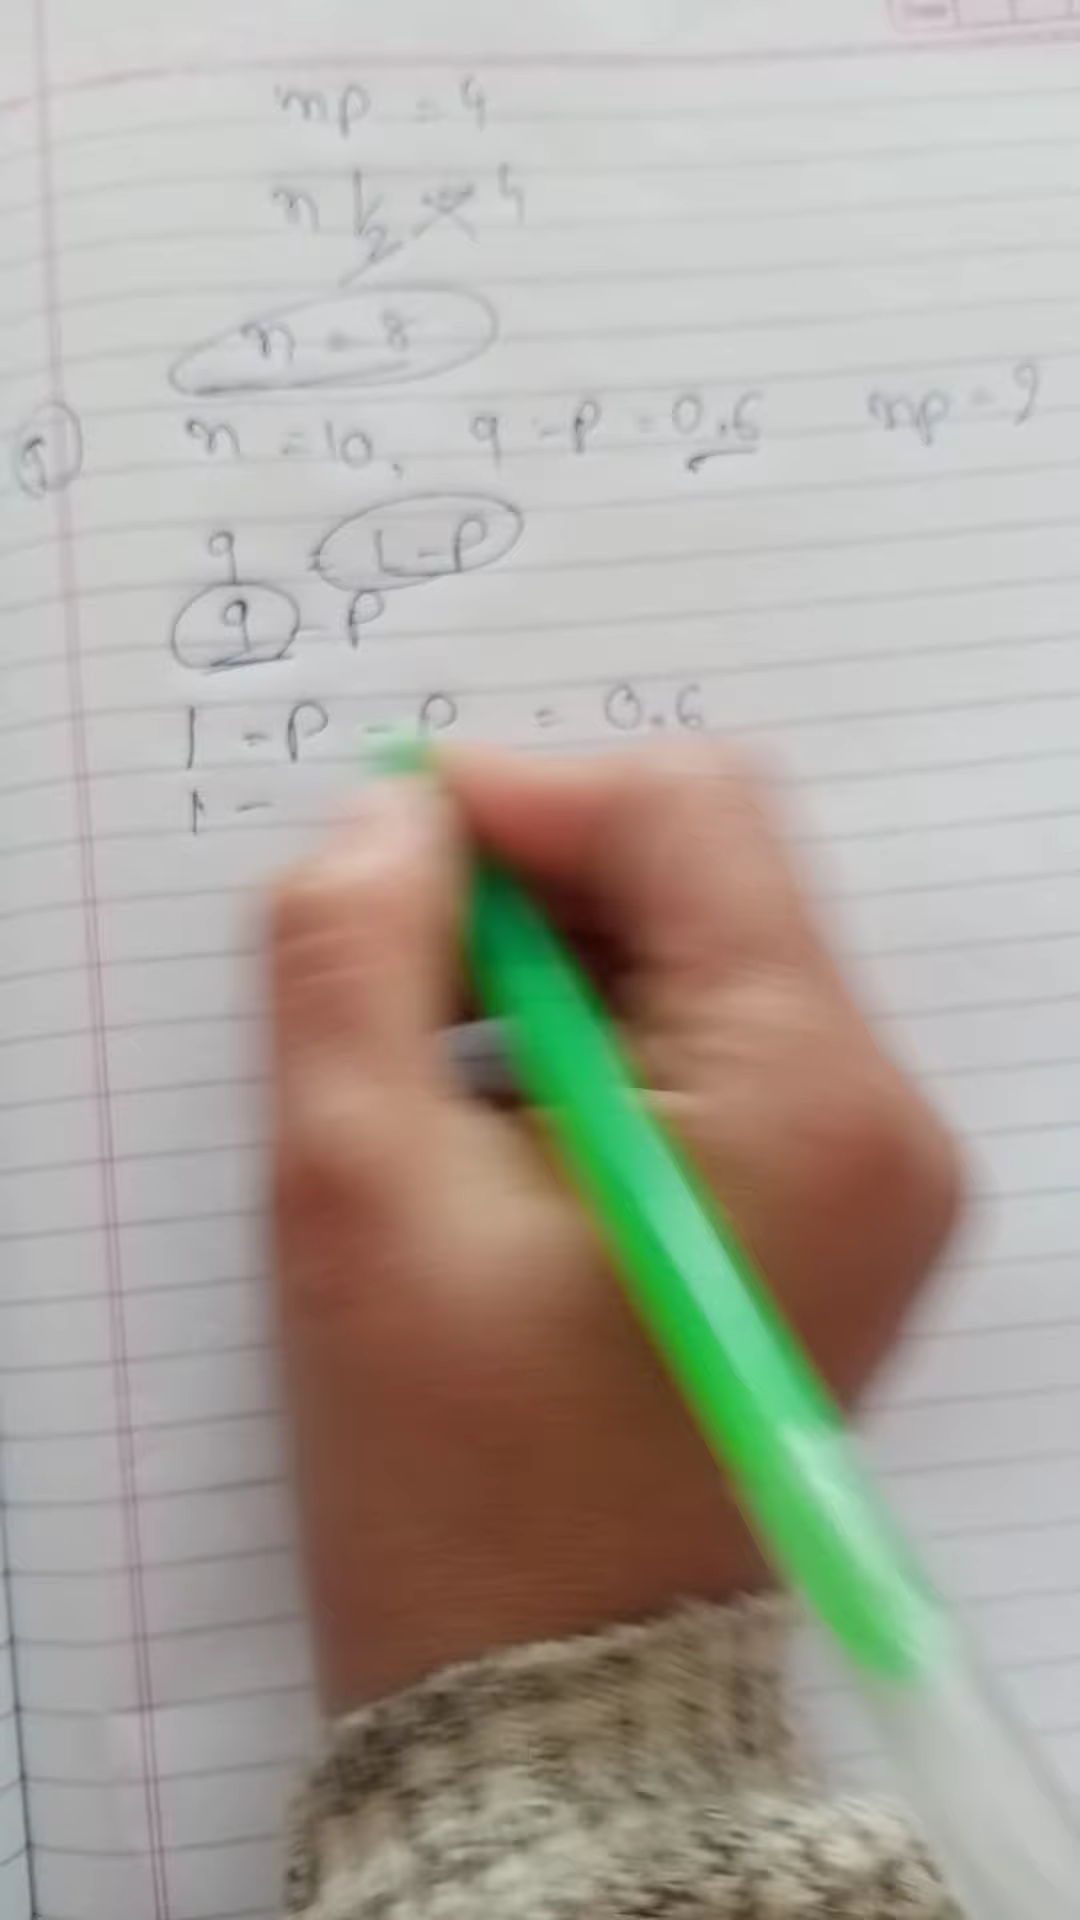 np = 4
n 1/2 = 4
n = 8
n = 10, q - p = 0.6 np = ?
q = 1 - p
q - p
1 - p - p = 0.6
1 -